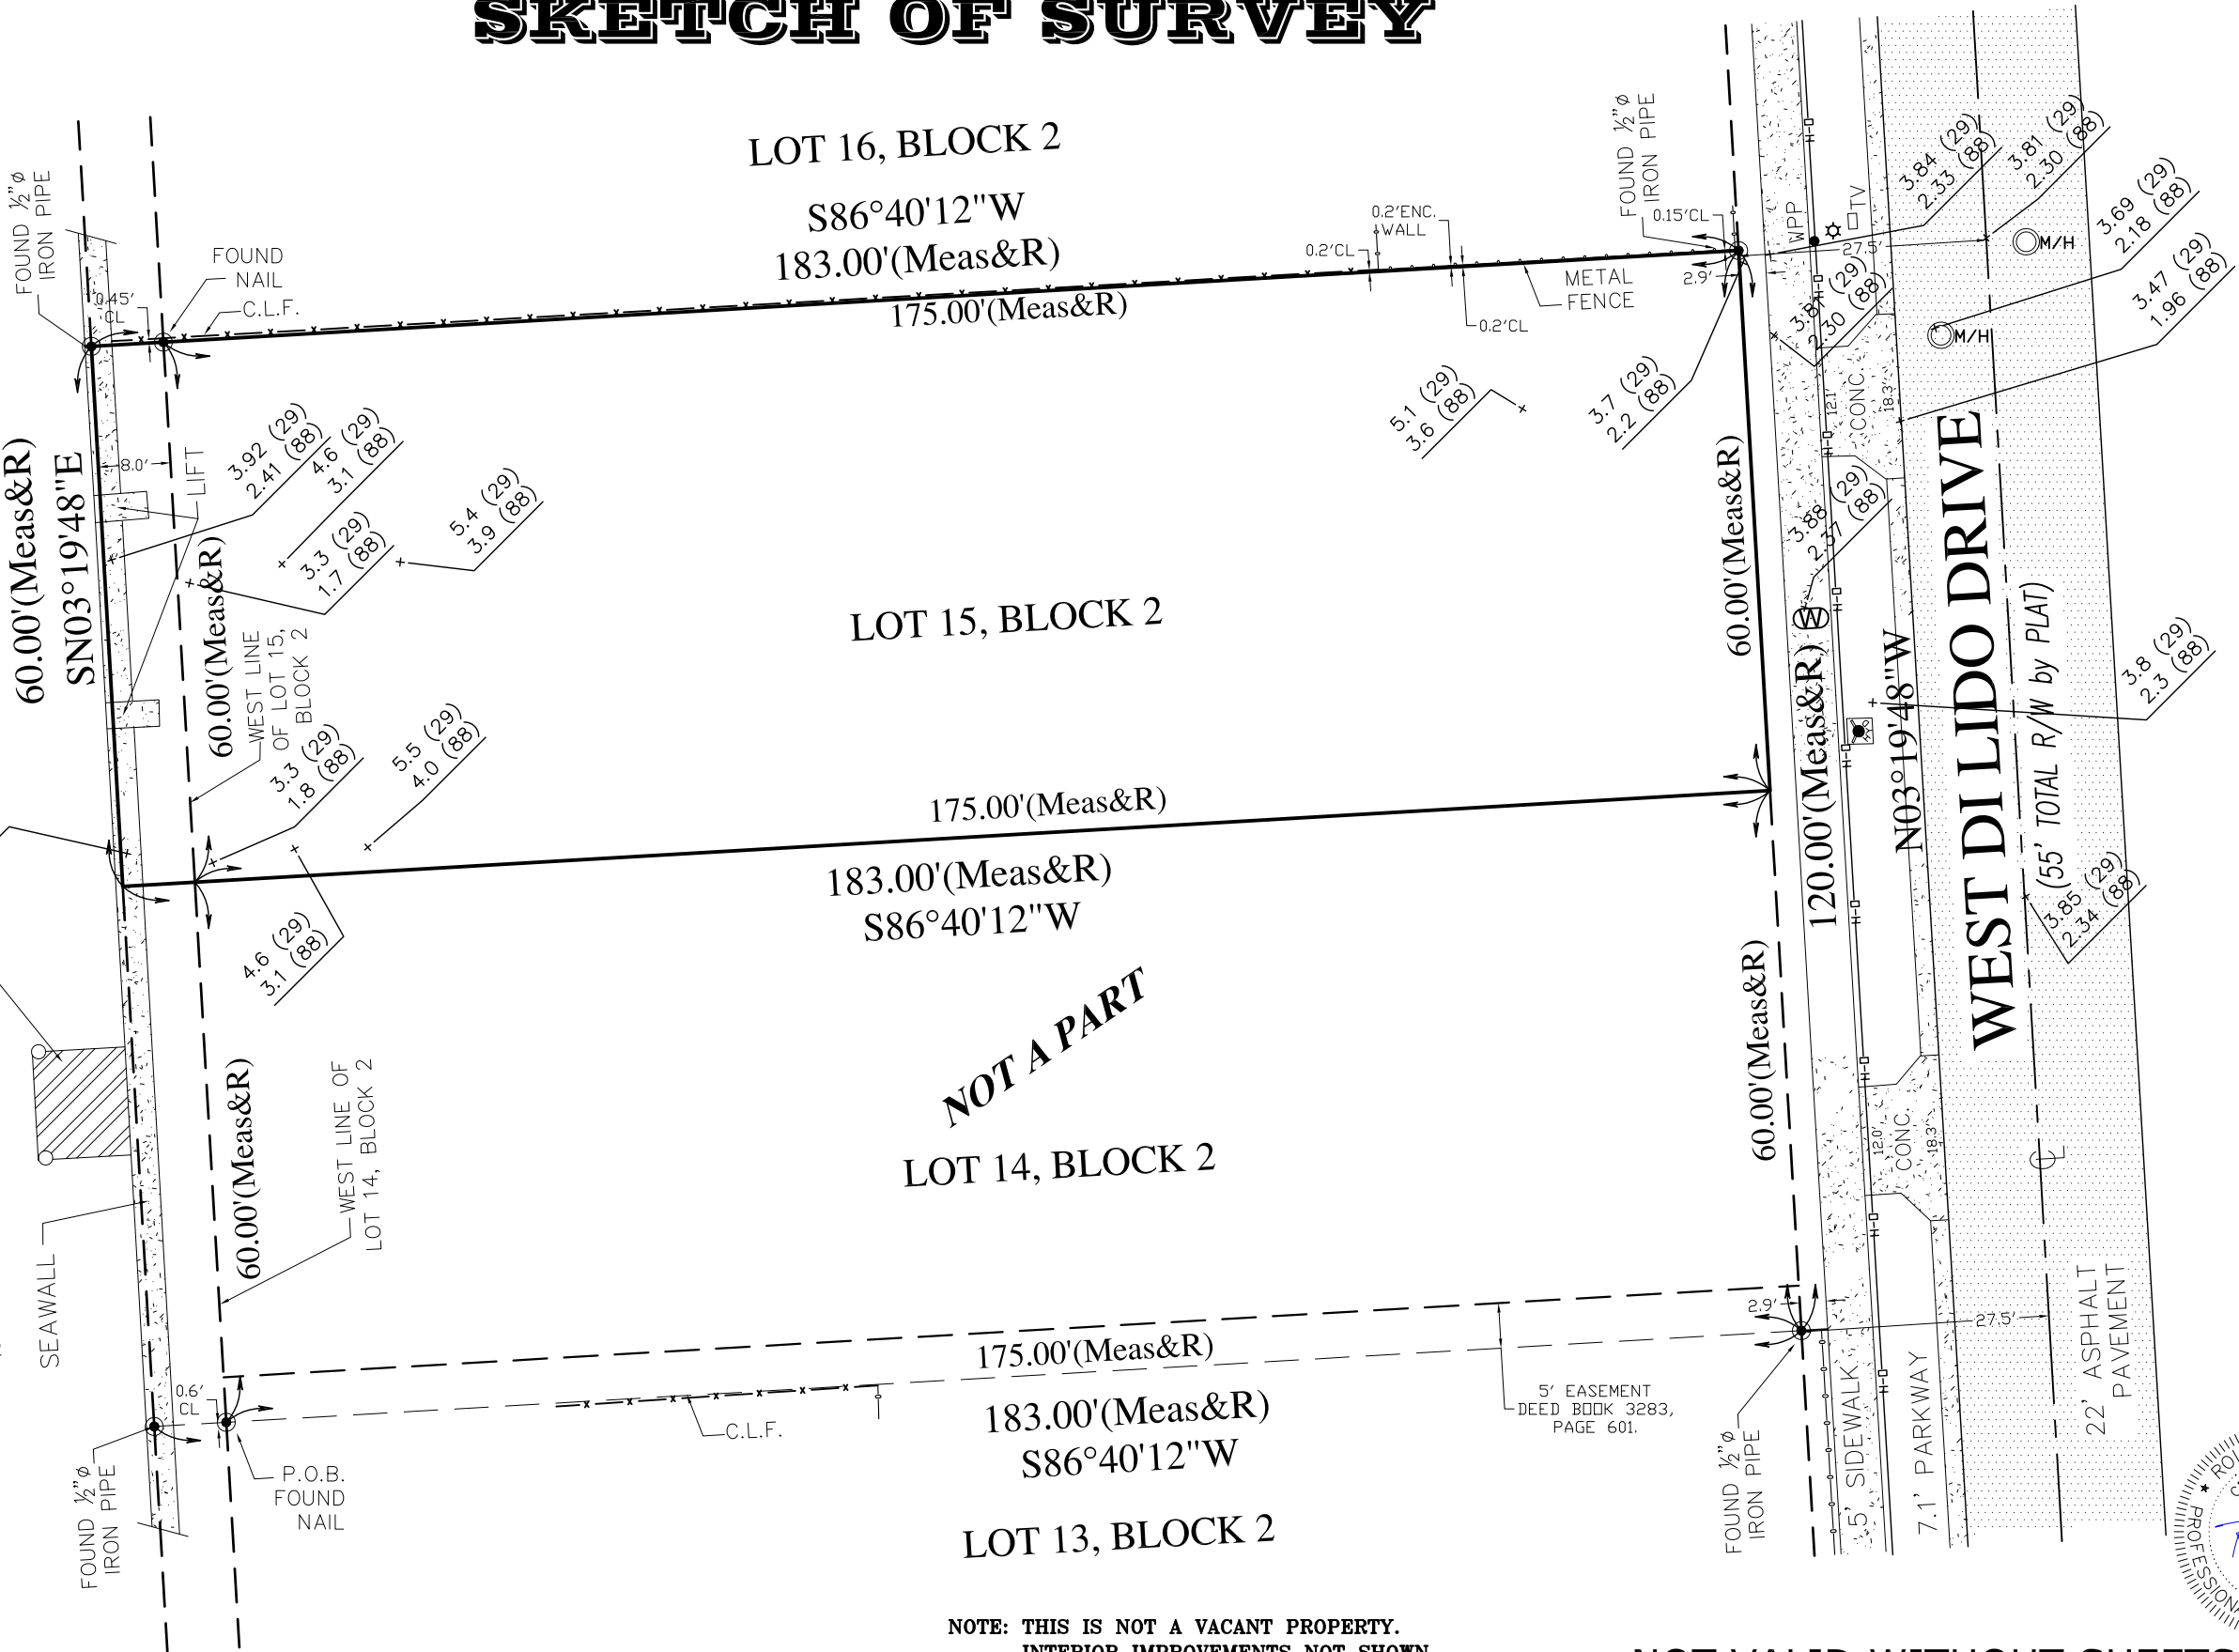 SKETCH OF SURVEY
LOT 16, BLOCK 2
S86°40'12"W
183.00'(Meas&R)
175.00'(Meas&R)
FOUND ½"ø
IRON PIPE
FOUND
NAIL
C.L.F.
0.45'
CL
0.2'CL
0.2'ENC.
WALL
0.2'CL
METAL
FENCE
FOUND ½"ø
IRON PIPE
0.15'CL
2.9'
WPP
TV
27.5'
M/H
M/H
3.84 (29)
2.33 (88)
3.81 (29)
2.30 (88)
3.69 (29)
2.18 (88)
3.47 (29)
1.96 (88)
2.30 (88)
12.1'
CONC.
18.3'
60.00'(Meas&R)
SN03°19'48"E
8.0'
LIFT
3.92 (29)
2.41 (88)
4.6 (29)
3.1 (88)
3.3 (29)
1.7 (88)
5.4 (29)
3.9 (88)
5.1 (29)
3.6 (88)
3.7 (29)
2.2 (88)
60.00'(Meas&R)
WEST LINE
OF LOT 15,
BLOCK 2
LOT 15, BLOCK 2
60.00'(Meas&R)
3.88 (29)
2.37 (88)
W
120.00'(Meas&R)
N03°19'48"W
WEST DI LIDO DRIVE
(55' TOTAL R/W by PLAT)
3.8 (29)
2.3 (88)
3.3 (29)
1.8 (88)
5.5 (29)
4.0 (88)
175.00'(Meas&R)
183.00'(Meas&R)
S86°40'12"W
4.6 (29)
3.1 (88)
3.85 (29)
2.34 (88)
NOT A PART
60.00'(Meas&R)
WEST LINE OF
LOT 14, BLOCK 2
LOT 14, BLOCK 2
60.00'(Meas&R)
12.0'
CONC.
18.3'
SEAWALL
2.9'
27.5'
22' ASPHALT
PAVEMENT
175.00'(Meas&R)
183.00'(Meas&R)
S86°40'12"W
5' EASEMENT
DEED BOOK 3283,
PAGE 601.
0.6'
CL
C.L.F.
P.O.B.
FOUND
NAIL
FOUND ½"ø
IRON PIPE
FOUND ½"ø
IRON PIPE
5' SIDEWALK
7.1' PARKWAY
LOT 13, BLOCK 2
NOTE: THIS IS NOT A VACANT PROPERTY.
INTERIOR IMPROVEMENTS NOT SHOWN
NOT VALID WITHOUT SHEETS